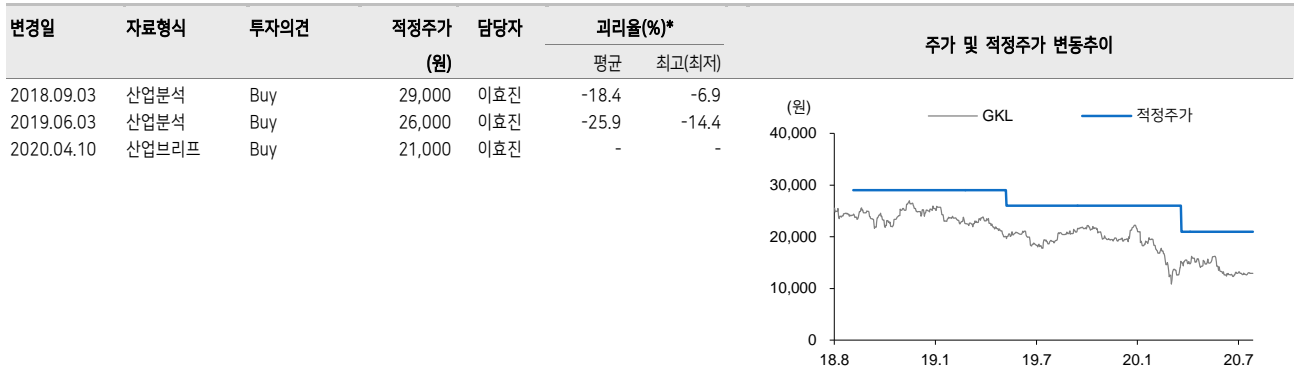 변경일 자료형식 투자의견 적정주가 담당자 괴리율(%)* 주가 및 적정주가 변동추이
(원) 평균 최고(최저)
2018.09.03 산업분석 Buy 29,000 이효진 -18.4 -6.9
2019.06.03 산업분석 Buy 26,000 이효진 -25.9 -14.4
2020.04.10 산업브리프 Buy 21,000 이효진 - -
(원) GKL 적정주가
40,000
30,000
20,000
10,000
0
18.8 19.1 19.7 20.1 20.7